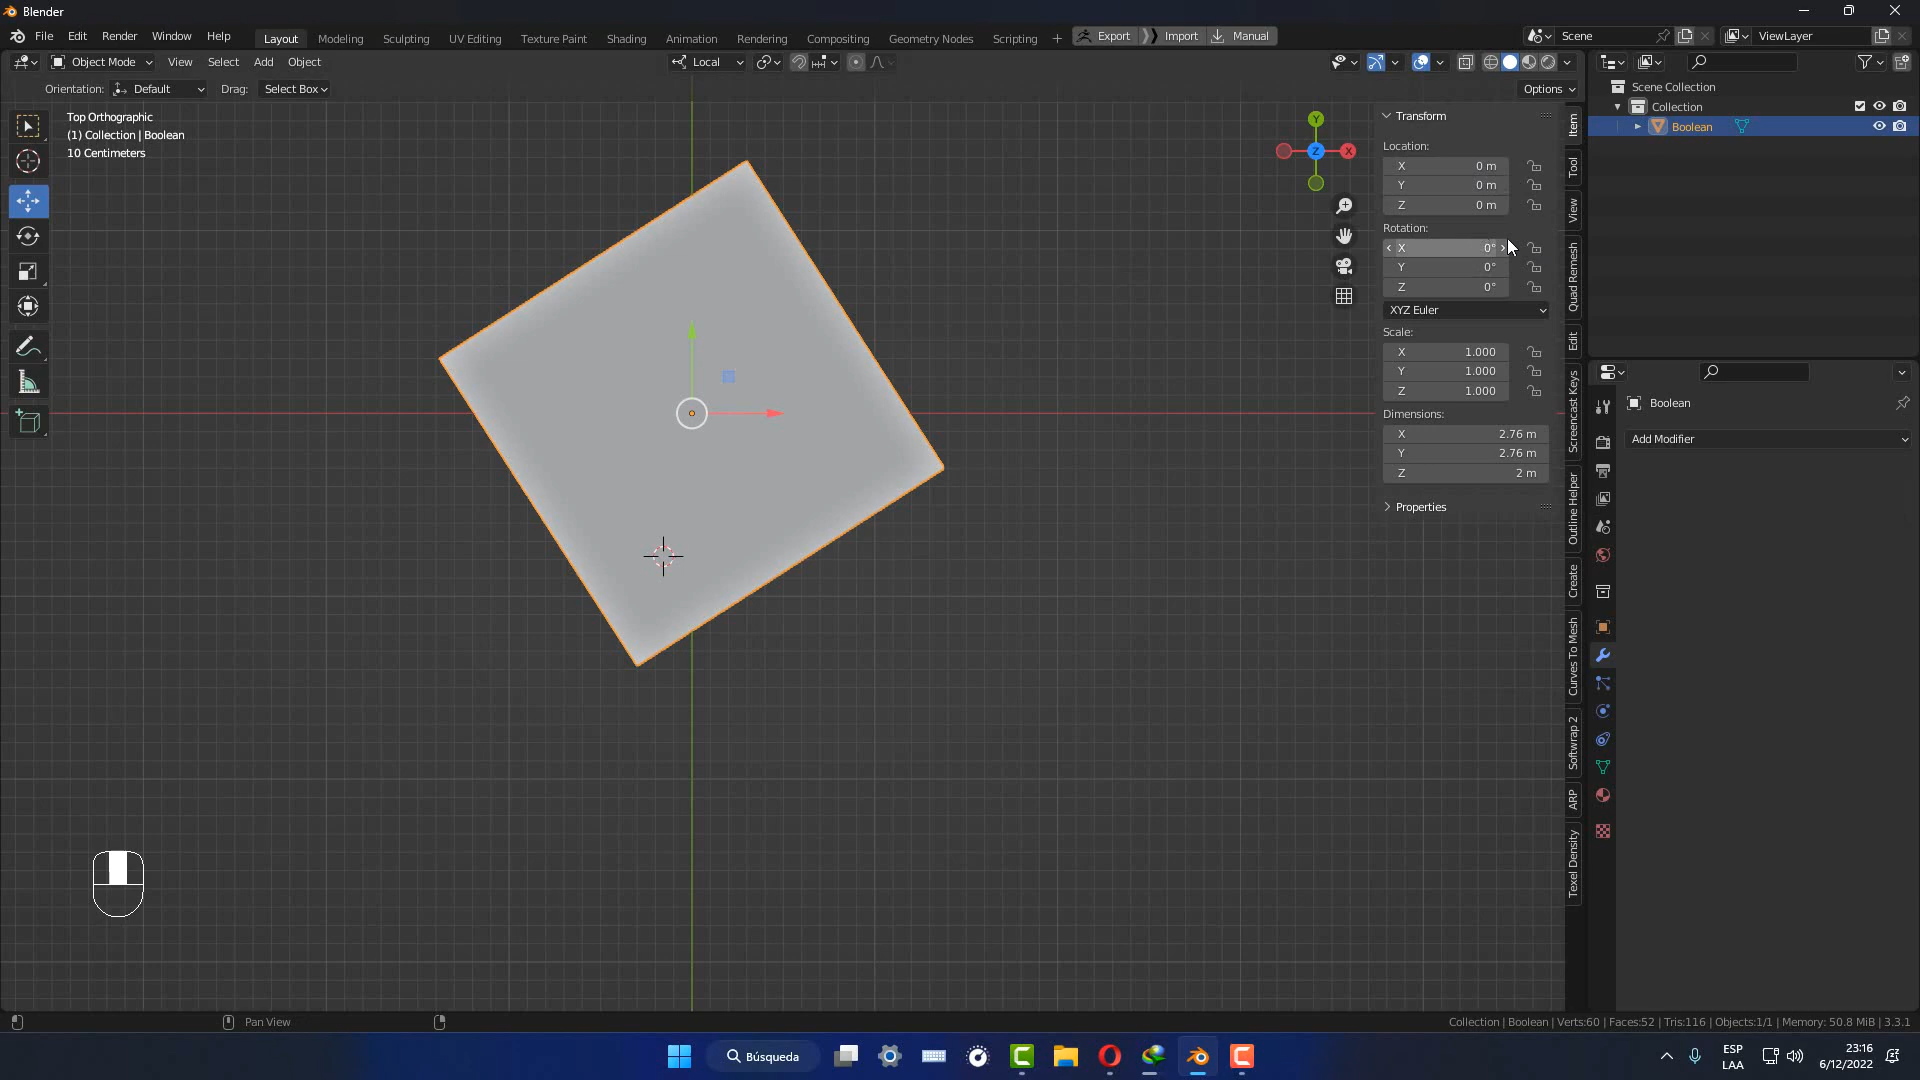 Blender
File Edit Render Window Help Layout Modeling Sculpting UV Editing Texture Paint Shading Animation Rendering Compositing Geometry Nodes Scripting + Export Import Manual Scene ViewLayer
Object Mode View Select Add Object Local
Orientation: Default Drag: Select Box Options
Top Orthographic
(1) Collection | Boolean
10 Centimeters
Y
X
Z
Transform
Location:
X 0 m
Y 0 m
Z 0 m
Rotation:
X 0°
Y 0°
Z 0°
XYZ Euler
Scale:
X 1.000
Y 1.000
Z 1.000
Dimensions:
X 2.76 m
Y 2.76 m
Z 2 m
Properties
Item
Tool
View
Quad Remesh
Edit
Screencast Keys
Outline Helper
Create
Curves To Mesh
Softwrap 2
ARP
Texel Density
Scene Collection
Collection
Boolean
Boolean
Add Modifier
Pan View
Collection | Boolean | Verts:60 | Faces:52 | Tris:116 | Objects:1/1 | Memory: 50.8 MiB | 3.3.1
Búsqueda
ESP
LAA
23:16
6/12/2022